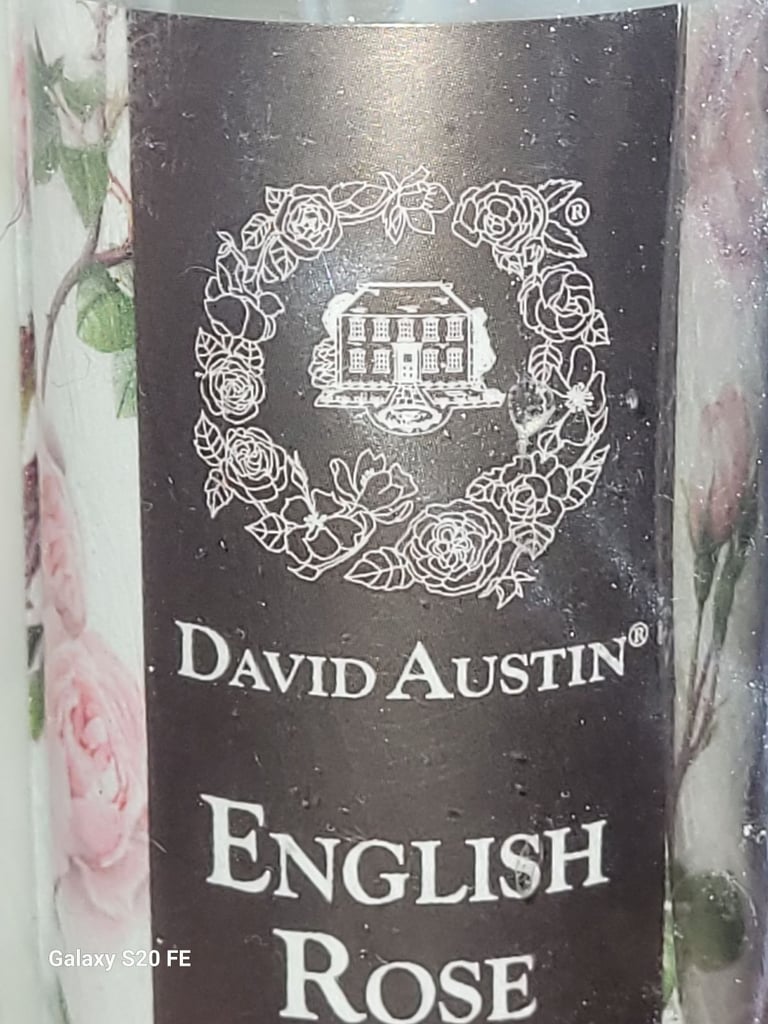 ®
DAVID AUSTIN®
ENGLISH
ROSE
Galaxy S20 FE